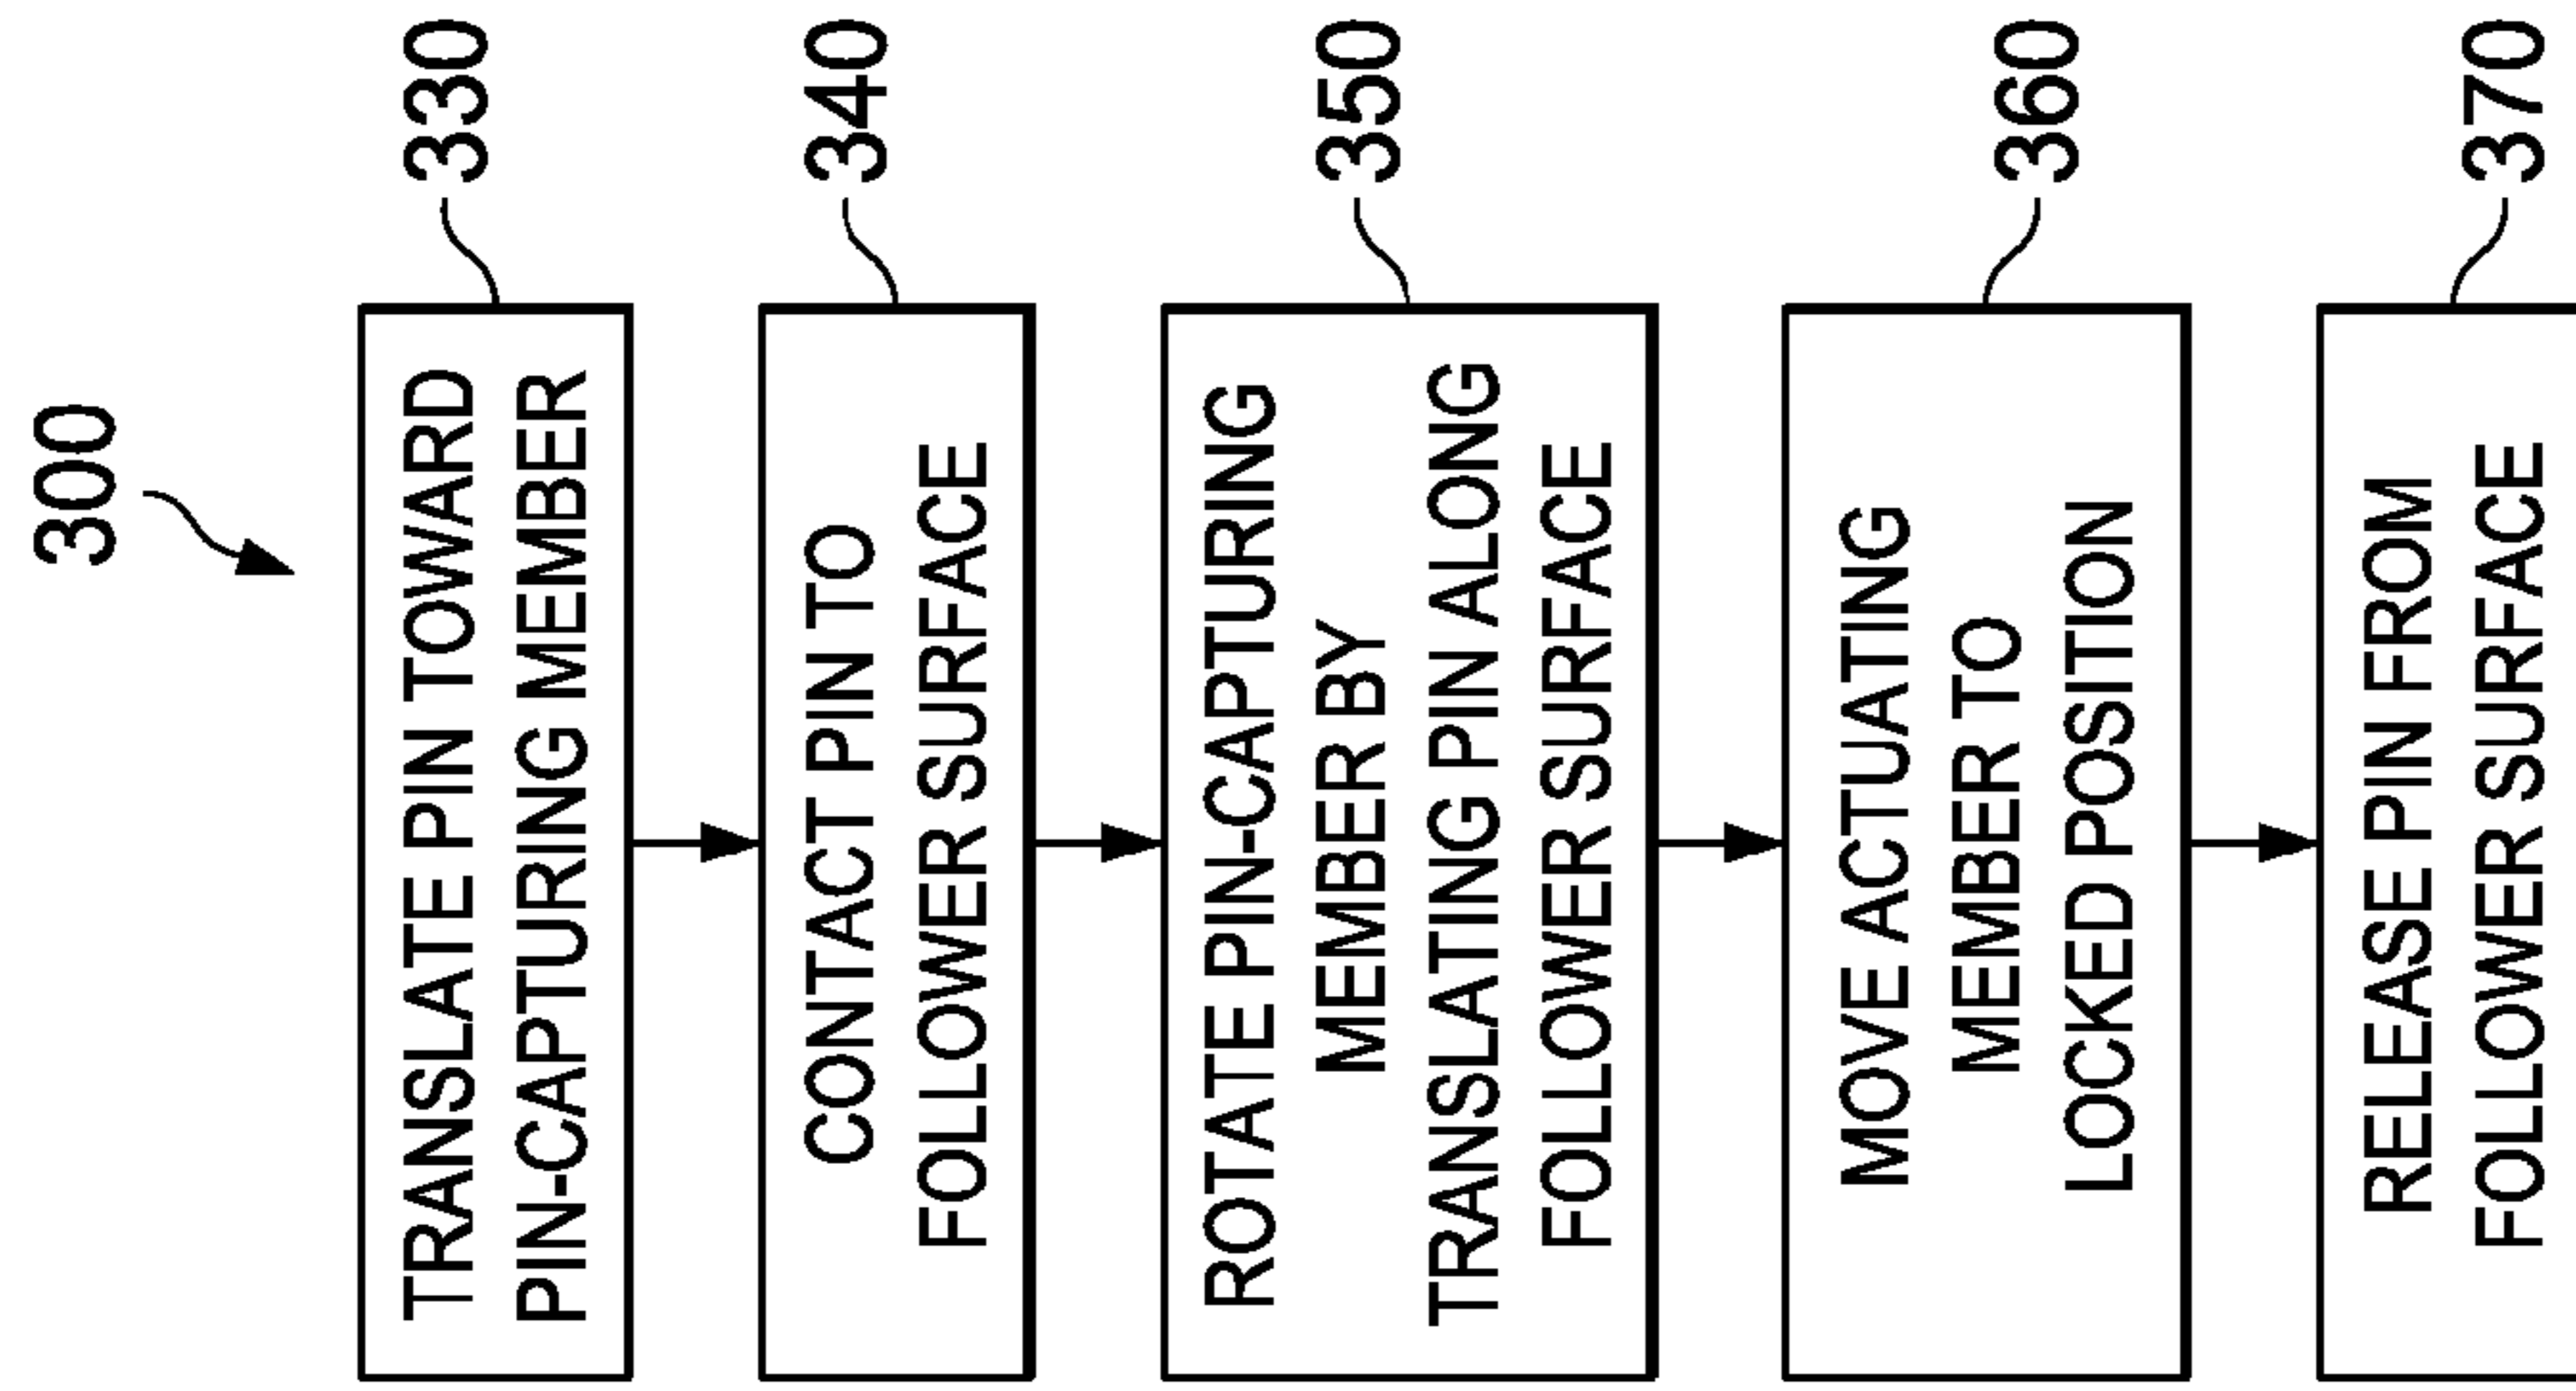 300
TRANSLATE PIN TOWARD
PIN-CAPTURING MEMBER
330
CONTACT PIN TO
FOLLOWER SURFACE
340
ROTATE PIN-CAPTURING
MEMBER BY
TRANSLATING PIN ALONG
FOLLOWER SURFACE
350
MOVE ACTUATING
MEMBER TO
LOCKED POSITION
360
RELEASE PIN FROM
FOLLOWER SURFACE
370